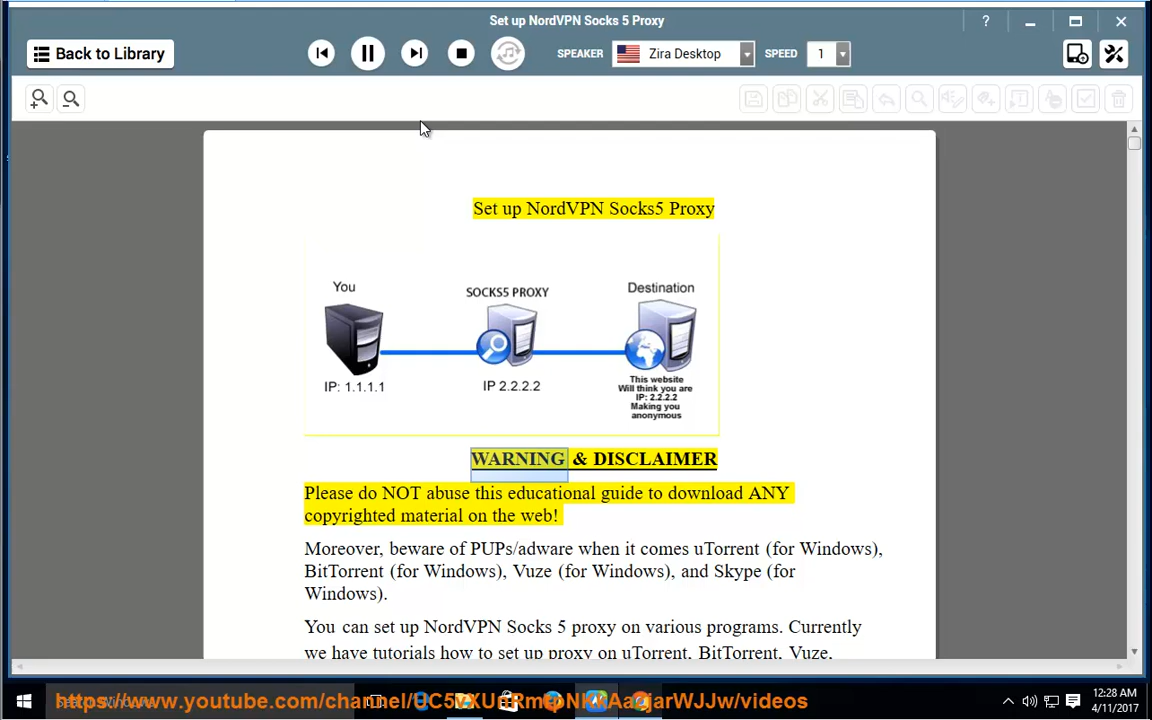 Set up NordVPN Socks 5 Proxy
?
Back to Library
SPEAKER
Zira Desktop
SPEED
1
Set up NordVPN Socks5 Proxy
You
SOCKS5 PROXY
Destination
IP: 1.1.1.1
IP 2.2.2.2
This website
Will think you are
IP: 2.2.2.2
Making you
anonymous
WARNING & DISCLAIMER
Please do NOT abuse this educational guide to download ANY
copyrighted material on the web!
Moreover, beware of PUPs/adware when it comes uTorrent (for Windows),
BitTorrent (for Windows), Vuze (for Windows), and Skype (for
Windows).
You can set up NordVPN Socks 5 proxy on various programs. Currently
we have tutorials how to set up proxy on uTorrent, BitTorrent, Vuze,
12:28 AM
4/11/2017